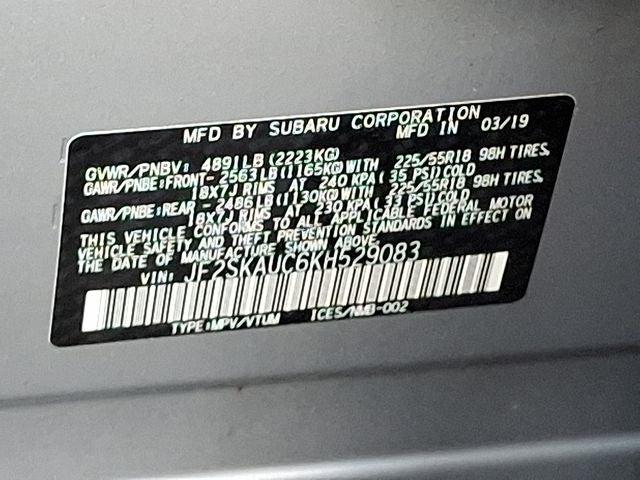 MFD BY SUBARU CORPORATION
MFD IN 03/19
GVWR/PNBV: 4891LB(2223KG)
GAWR/PNBE:FRONT- 2563LB(1165KG)WITH 225/55R18 98H TIRES,
18X7J RIMS AT 240 KPA( 35 PSI)COLD
GAWR/PNBE:REAR - 2486LB(1130KG)WITH 225/55R18 98H TIRES,
18X7J RIMS AT 230 KPA( 33 PSI)COLD
THIS VEHICLE CONFORMS TO ALL APPLICABLE FEDERAL MOTOR
VEHICLE SAFETY AND THEFT PREVENTION STANDARDS IN EFFECT ON
THE DATE OF MANUFACTURE SHOWN ABOVE.
VIN: JF2SKAUC6KH529083
TYPE:MPV/VTUM ICES/NMB-002